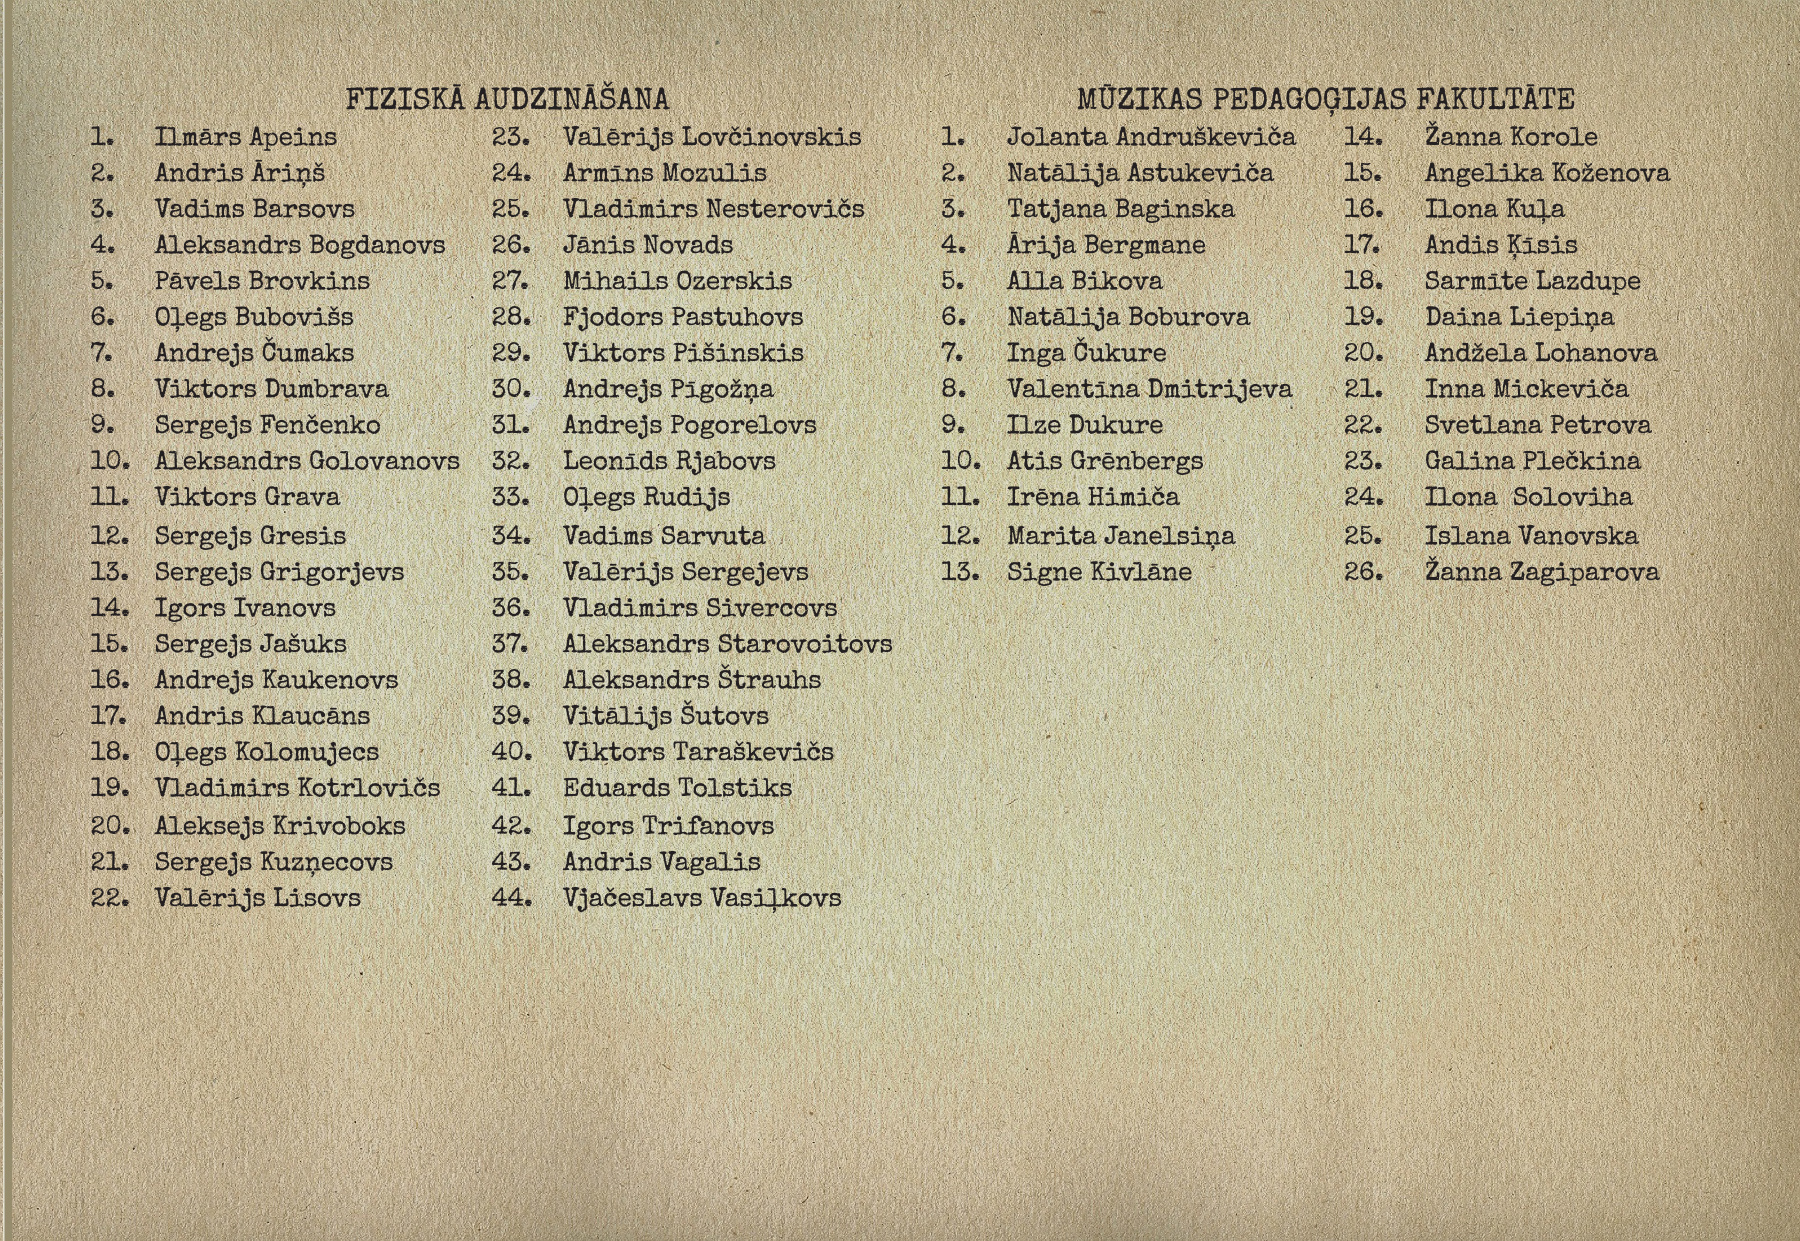 FIZISKĀ AUDZINĀŠANA
1. Ilmārs Apeins
2. Andris Āriņš
3. Vadims Barsovs
4. Aleksandrs Bogdanovs
5. Pāvels Brovkins
6. Oļegs Bubovišs
7. Andrejs Čumaks
8. Viktors Dumbrava
9. Sergejs Fenčenko
10. Aleksandrs Golovanovs
11. Viktors Grava
12. Sergejs Gresis
13. Sergejs Grigorjevs
14. Igors Ivanovs
15. Sergejs Jašuks
16. Andrejs Kaukenovs
17. Andris Klaucāns
18. Oļegs Kolomujecs
19. Vladimirs Kotrlovičs
20. Aleksejs Krivoboks
21. Sergejs Kuzņecovs
22. Valērijs Lisovs
23. Valērijs Lovčinovskis
24. Armīns Mozulis
25. Vladimirs Nesterovičs
26. Jānis Novads
27. Mihails Ozerskis
28. Fjodors Pastuhovs
29. Viktors Pišinskis
30. Andrejs Pīgožņa
31. Andrejs Pogorelovs
32. Leonīds Rjabovs
33. Oļegs Rudijs
34. Vadims Sarvuta
35. Valērijs Sergejevs
36. Vladimirs Sivercovs
37. Aleksandrs Starovoitovs
38. Aleksandrs Štrauhs
39. Vitālijs Šutovs
40. Viktors Taraškevičs
41. Eduards Tolstiks
42. Igors Trifanovs
43. Andris Vagalis
44. Vjačeslavs Vasiļkovs
MŪZIKAS PEDAGOĢIJAS FAKULTĀTE
1. Jolanta Andruškeviča
2. Natālija Astukeviča
3. Tatjana Baginska
4. Ārija Bergmane
5. Alla Bikova
6. Natālija Boburova
7. Inga Čukure
8. Valentīna Dmitrijeva
9. Ilze Dukure
10. Atis Grēnbergs
11. Irēna Himiča
12. Marita Janelsiņa
13. Signe Kivlāne
14. Žanna Korole
15. Angelika Koženova
16. Ilona Kuļa
17. Andis Ķīsis
18. Sarmīte Lazdupe
19. Daina Liepiņa
20. Andžela Lohanova
21. Inna Mickeviča
22. Svetlana Petrova
23. Galina Plečkina
24. Ilona Soloviha
25. Islana Vanovska
26. Žanna Zagiparova